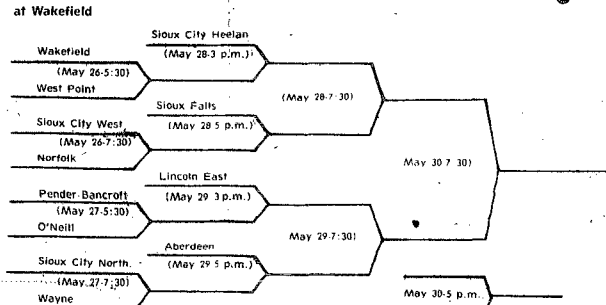 at Wakefield
Sioux City Heelan
Wakefield
(May 28-3 p.m.)
(May 26-5:30)
West Point
(May 28-7:30)
Sioux Falls
Sioux City West
(May 28 5 p.m.)
(May 26-7:30)
Norfolk
May 30 7 30)
Lincoln East
Pender-Bancroft
(May 29 3 p.m.)
(May 27-5:30)
O'Neill
May 29-7:30)
Aberdeen
Sioux City North
(May 29 5 p.m.)
(May 27-7:30)
May 30-5 p.m.
Wayne